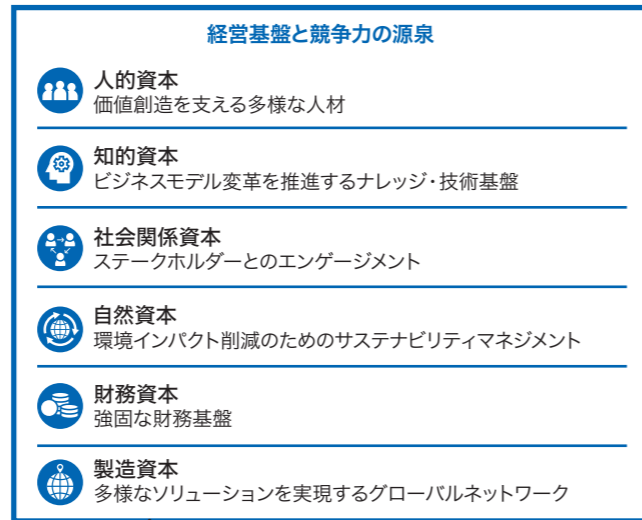 経営基盤と競争力の源泉
人的資本
価値創造を支える多様な人材
知的資本
ビジネスモデル変革を推進するナレッジ・技術基盤
社会関係資本
ステークホルダーとのエンゲージメント
自然資本
環境インパクト削減のためのサステナビリティマネジメント
財務資本
強固な財務基盤
製造資本
多様なソリューションを実現するグローバルネットワーク